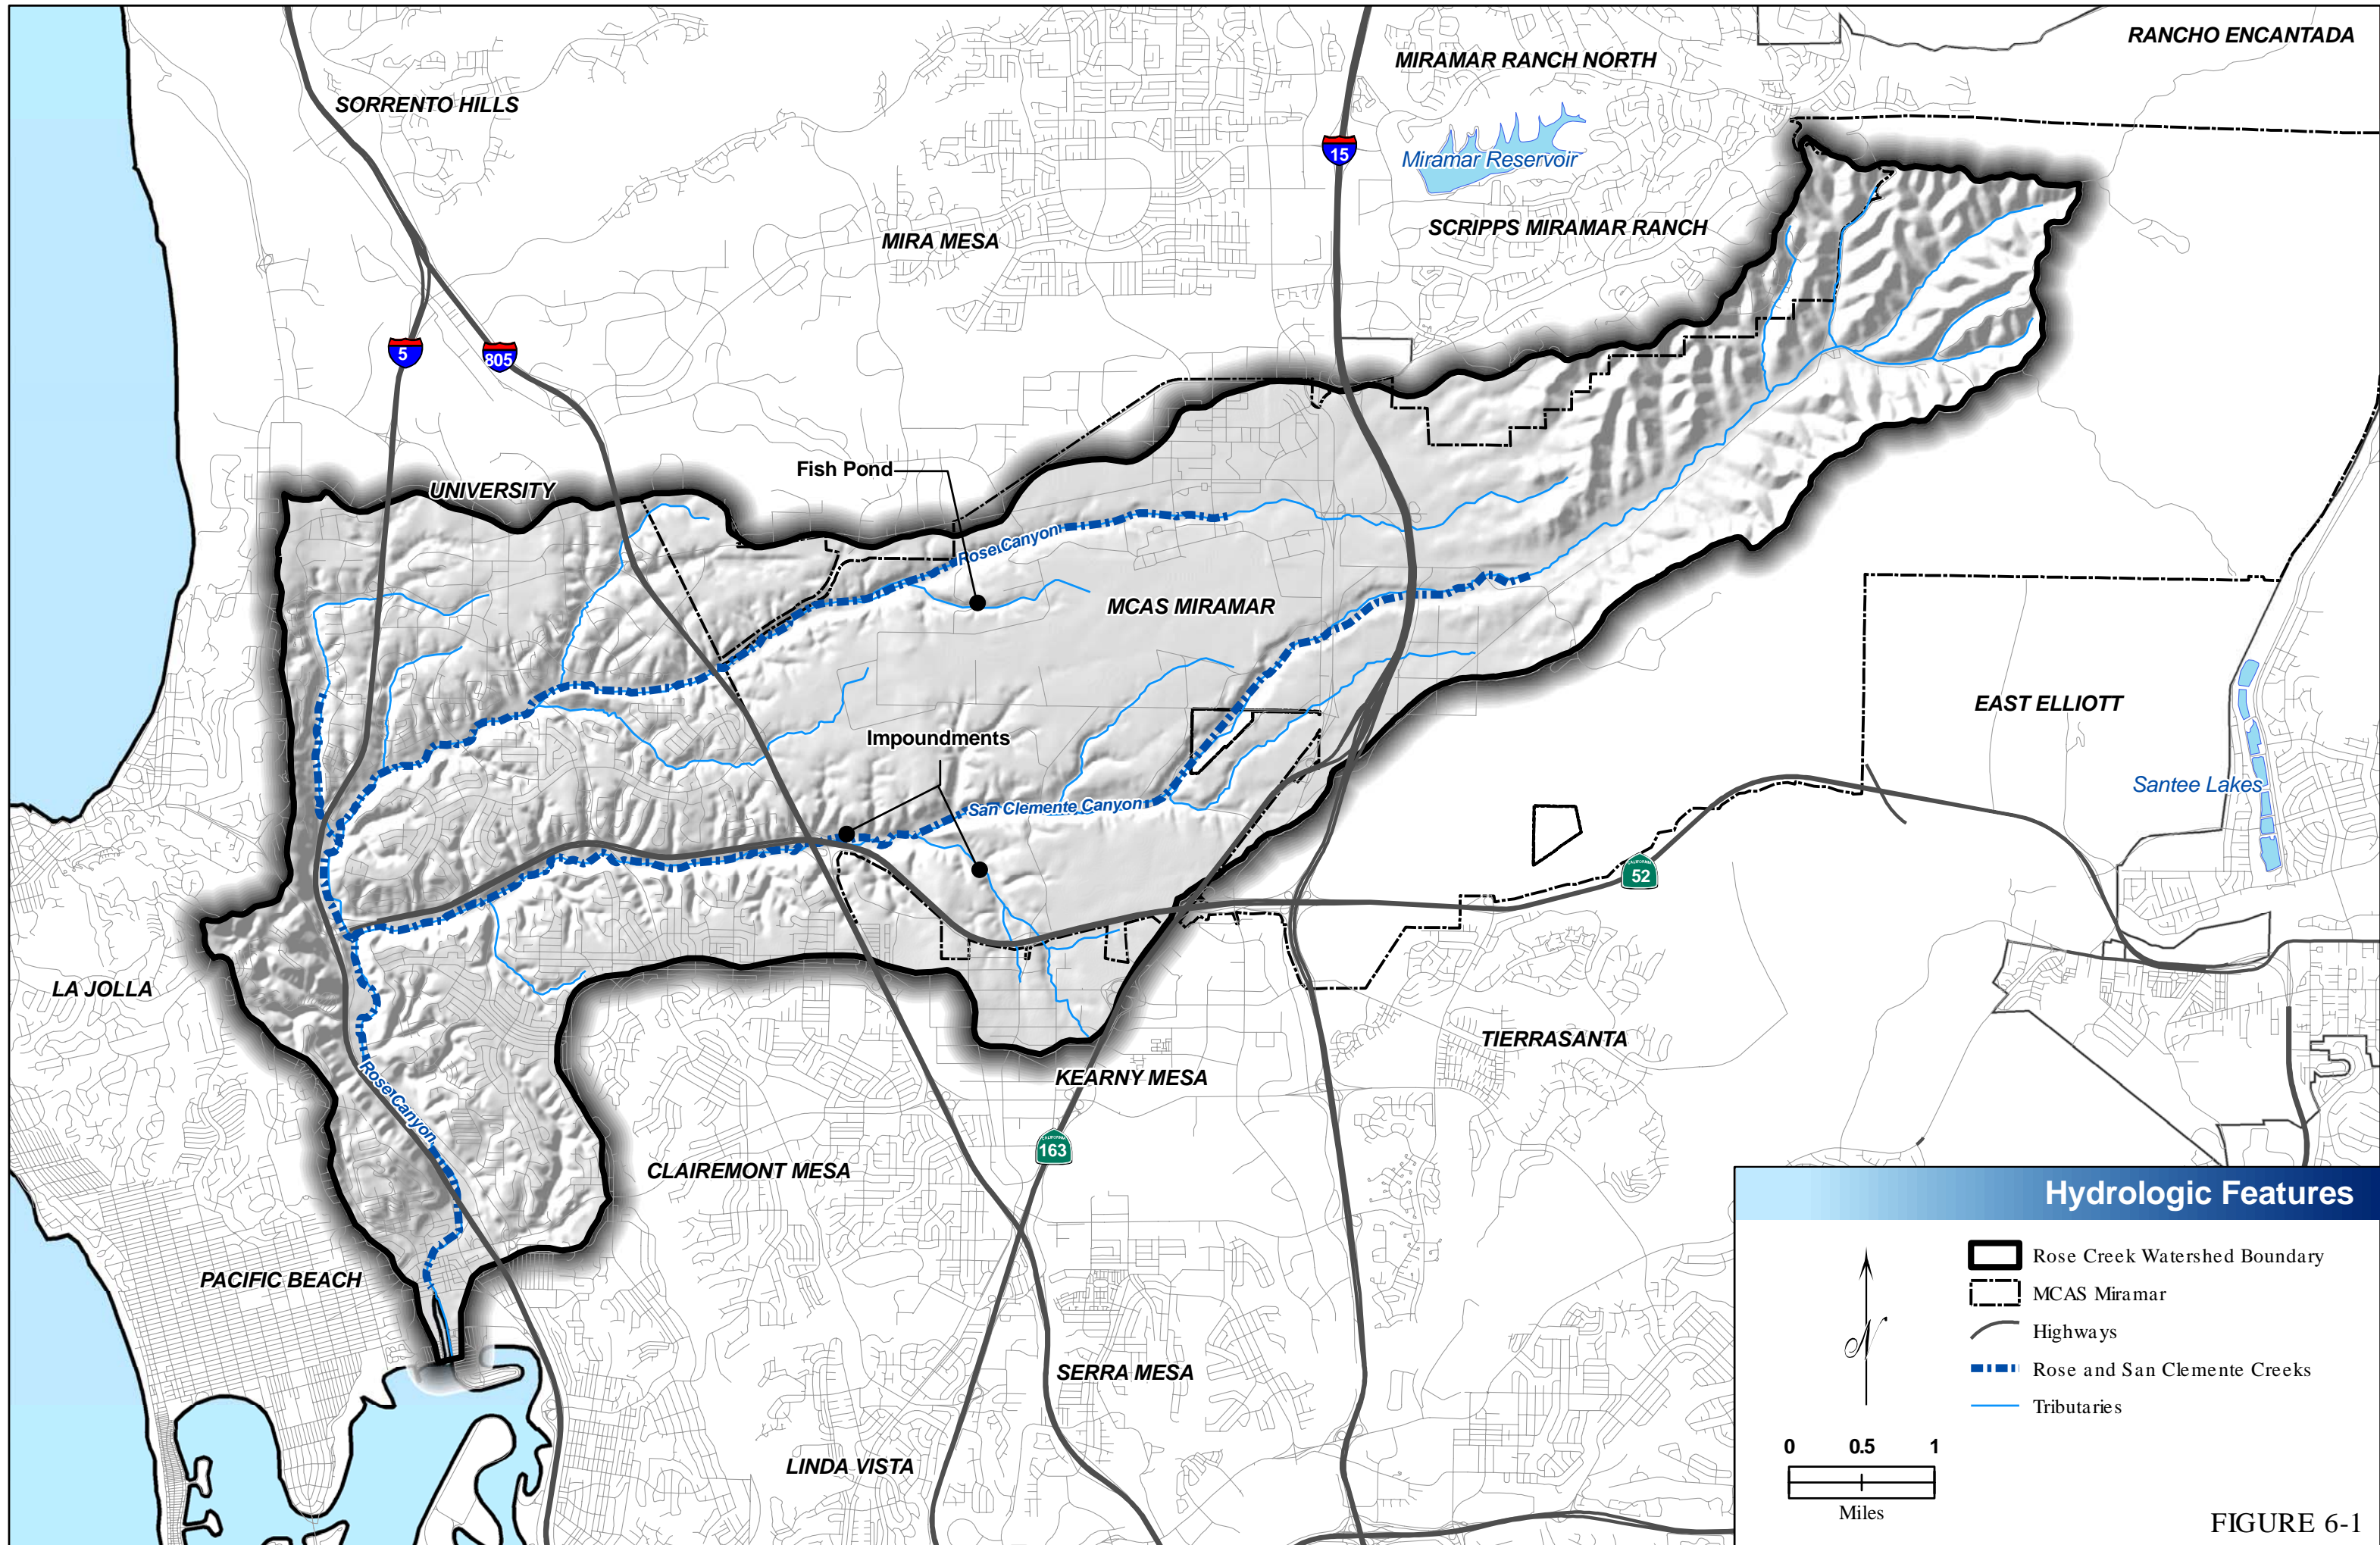 RANCHO ENCANTADA
MIRAMAR RANCH NORTH
SORRENTO HILLS
15
Miramar Reservoir
SCRIPPS MIRAMAR RANCH
MIRA MESA
5
805
Fish Pond
UNIVERSITY
Rose Canyon
MCAS MIRAMAR
EAST ELLIOTT
Impoundments
Santee Lakes
San Clemente Canyon
CALIFORNIA
52
LA JOLLA
TIERRASANTA
KEARNY MESA
Rose Canyon
CALIFORNIA
163
CLAIREMONT MESA
PACIFIC BEACH
SERRA MESA
LINDA VISTA
Hydrologic Features
Rose Creek Watershed Boundary
MCAS Miramar
Highways
Rose and San Clemente Creeks
Tributaries
N
0 0.5 1
Miles
FIGURE 6-1